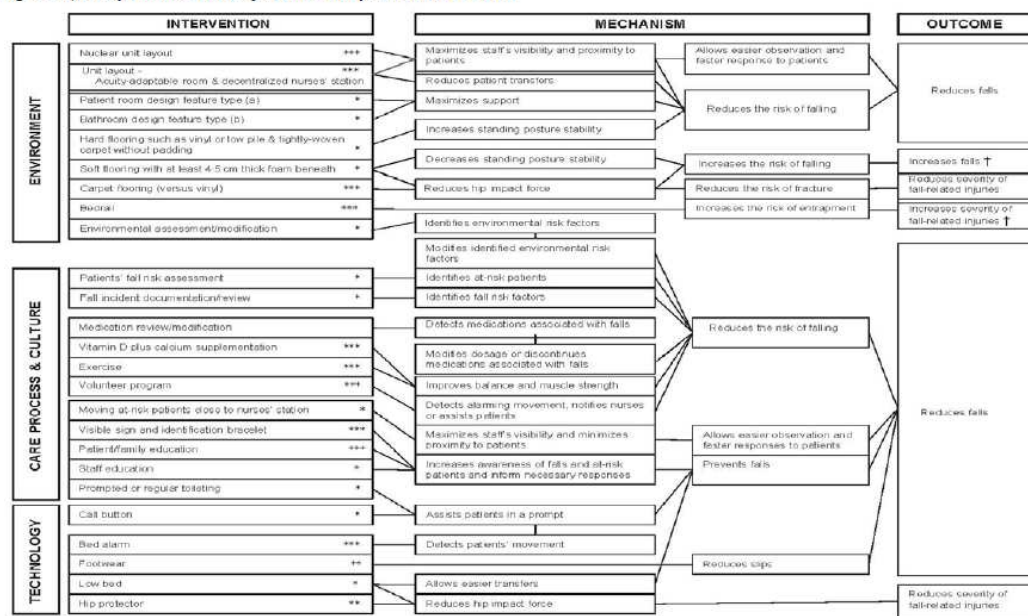 INTERVENTION
MECHANISM
OUTCOME
ENVIRONMENT
Nuclear unit layout ***
Unit layout - ***
Acuity-adaptable room & decentralized nurses' station
Patient room design feature type (a) *
Bathroom design feature type (b) *
Hard flooring such as vinyl or low pile & tightly-woven
carpet without padding *
Soft flooring with at least 4-5 cm thick foam beneath *
Carpet flooring (versus vinyl) ***
Bedrail ***
Environmental assessment/modification *
Maximizes staff's visibility and proximity to
patients
Reduces patient transfers
Maximizes support
Increases standing posture stability
Decreases standing posture stability
Reduces hip impact force
Identifies environmental risk factors
Modifies identified environmental risk
factors
Allows easier observation and
faster response to patients
Reduces the risk of falling
Increases the risk of falling
Reduces the risk of fracture
Increases the risk of entrapment
Reduces falls
Increases falls †
Reduces severity of
fall-related injuries
Increases severity of
fall-related injuries †
CARE PROCESS & CULTURE
Patients' fall risk assessment *
Fall incident documentation/review *
Medication review/modification
Vitamin D plus calcium supplementation ***
Exercise ***
Volunteer program ***
Moving at-risk patients close to nurses' station *
Visible sign and identification bracelet ***
Patient/family education ***
Staff education *
Prompted or regular toileting *
Identifies at-risk patients
Identifies fall risk factors
Detects medications associated with falls
Modifies dosage or discontinues
medications associated with falls
Improves balance and muscle strength
Detects alarming movement, notifies nurses
or assists patients
Maximizes staff's visibility and minimizes
proximity to patients
Increases awareness of falls and at-risk
patients and inform necessary responses
Reduces the risk of falling
Allows easier observation and
faster responses to patients
Prevents falls
Reduces falls
TECHNOLOGY
Call button *
Bed alarm ***
Footwear **
Low bed *
Hip protector **
Assists patients in a prompt
Detects patients' movement
Allows easier transfers
Reduces hip impact force
Reduces slips
Reduces severity of
fall-related injuries